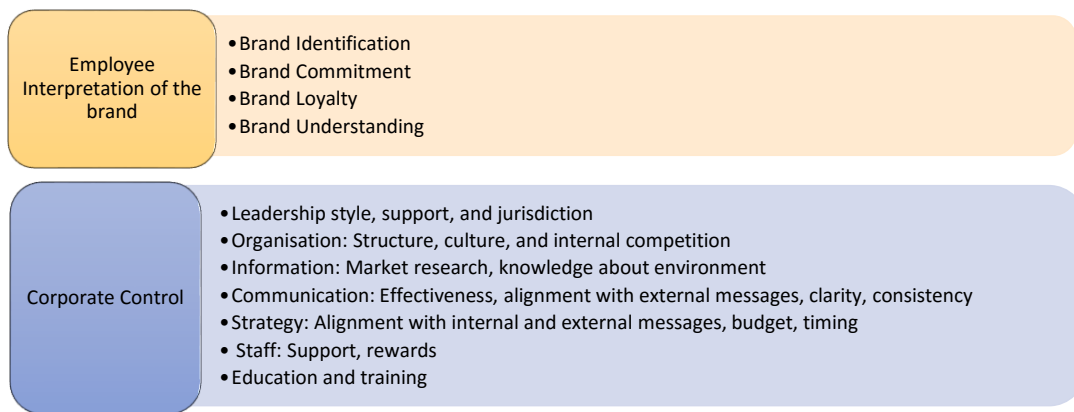 Employee
Interpretation of the
brand
•Brand Identification
•Brand Commitment
•Brand Loyalty
•Brand Understanding
Corporate Control
•Leadership style, support, and jurisdiction
•Organisation: Structure, culture, and internal competition
•Information: Market research, knowledge about environment
•Communication: Effectiveness, alignment with external messages, clarity, consistency
•Strategy: Alignment with internal and external messages, budget, timing
• Staff: Support, rewards
•Education and training